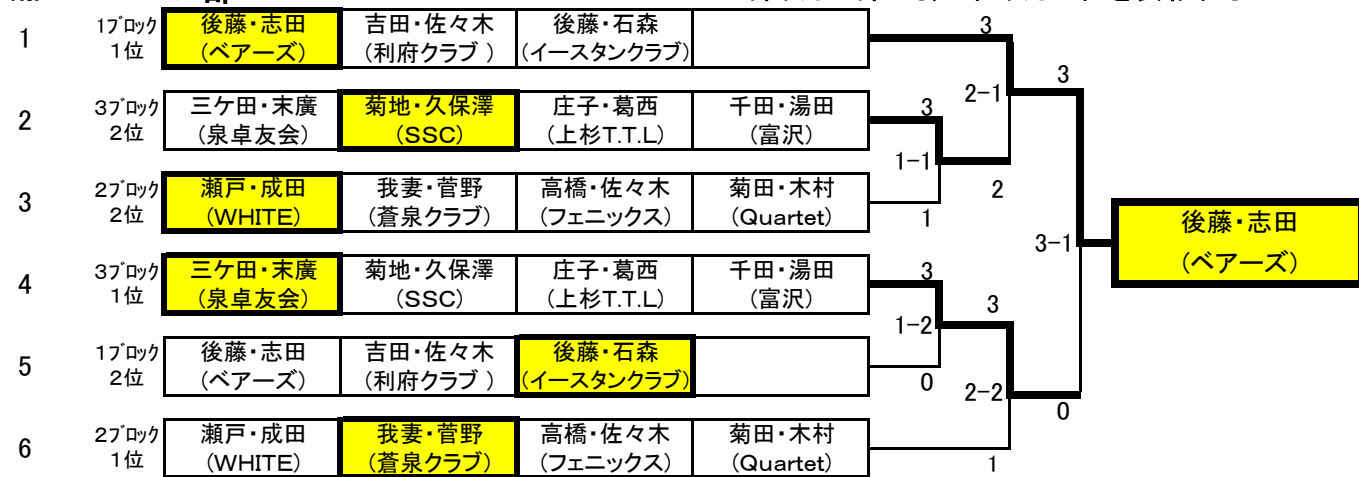 1 1ブロック 後藤・志田 吉田・佐々木 後藤・石森 3
1位 (ベアーズ) (利府クラブ ) (イースタンクラブ)
3
2-1
2 3ブロック 三ケ田・末廣 菊地・久保澤 庄子・葛西 千田・湯田 3
2位 (泉卓友会) (SSC) (上杉T.T.L) (富沢)
1-1
3 2ブロック 瀬戸・成田 我妻・菅野 高橋・佐々木 菊田・木村 2
2位 (WHITE) (蒼泉クラブ) (フェニックス) (Quartet) 1
後藤・志田
3-1
(ベアーズ)
4 3ブロック 三ケ田・末廣 菊地・久保澤 庄子・葛西 千田・湯田 3
1位 (泉卓友会) (SSC) (上杉T.T.L) (富沢)
3
1-2
5 1ブロック 後藤・志田 吉田・佐々木 後藤・石森
2位 (ベアーズ) (利府クラブ ) (イースタンクラブ) 0
2-2
0
6 2ブロック 瀬戸・成田 我妻・菅野 高橋・佐々木 菊田・木村
1位 (WHITE) (蒼泉クラブ) (フェニックス) (Quartet) 1